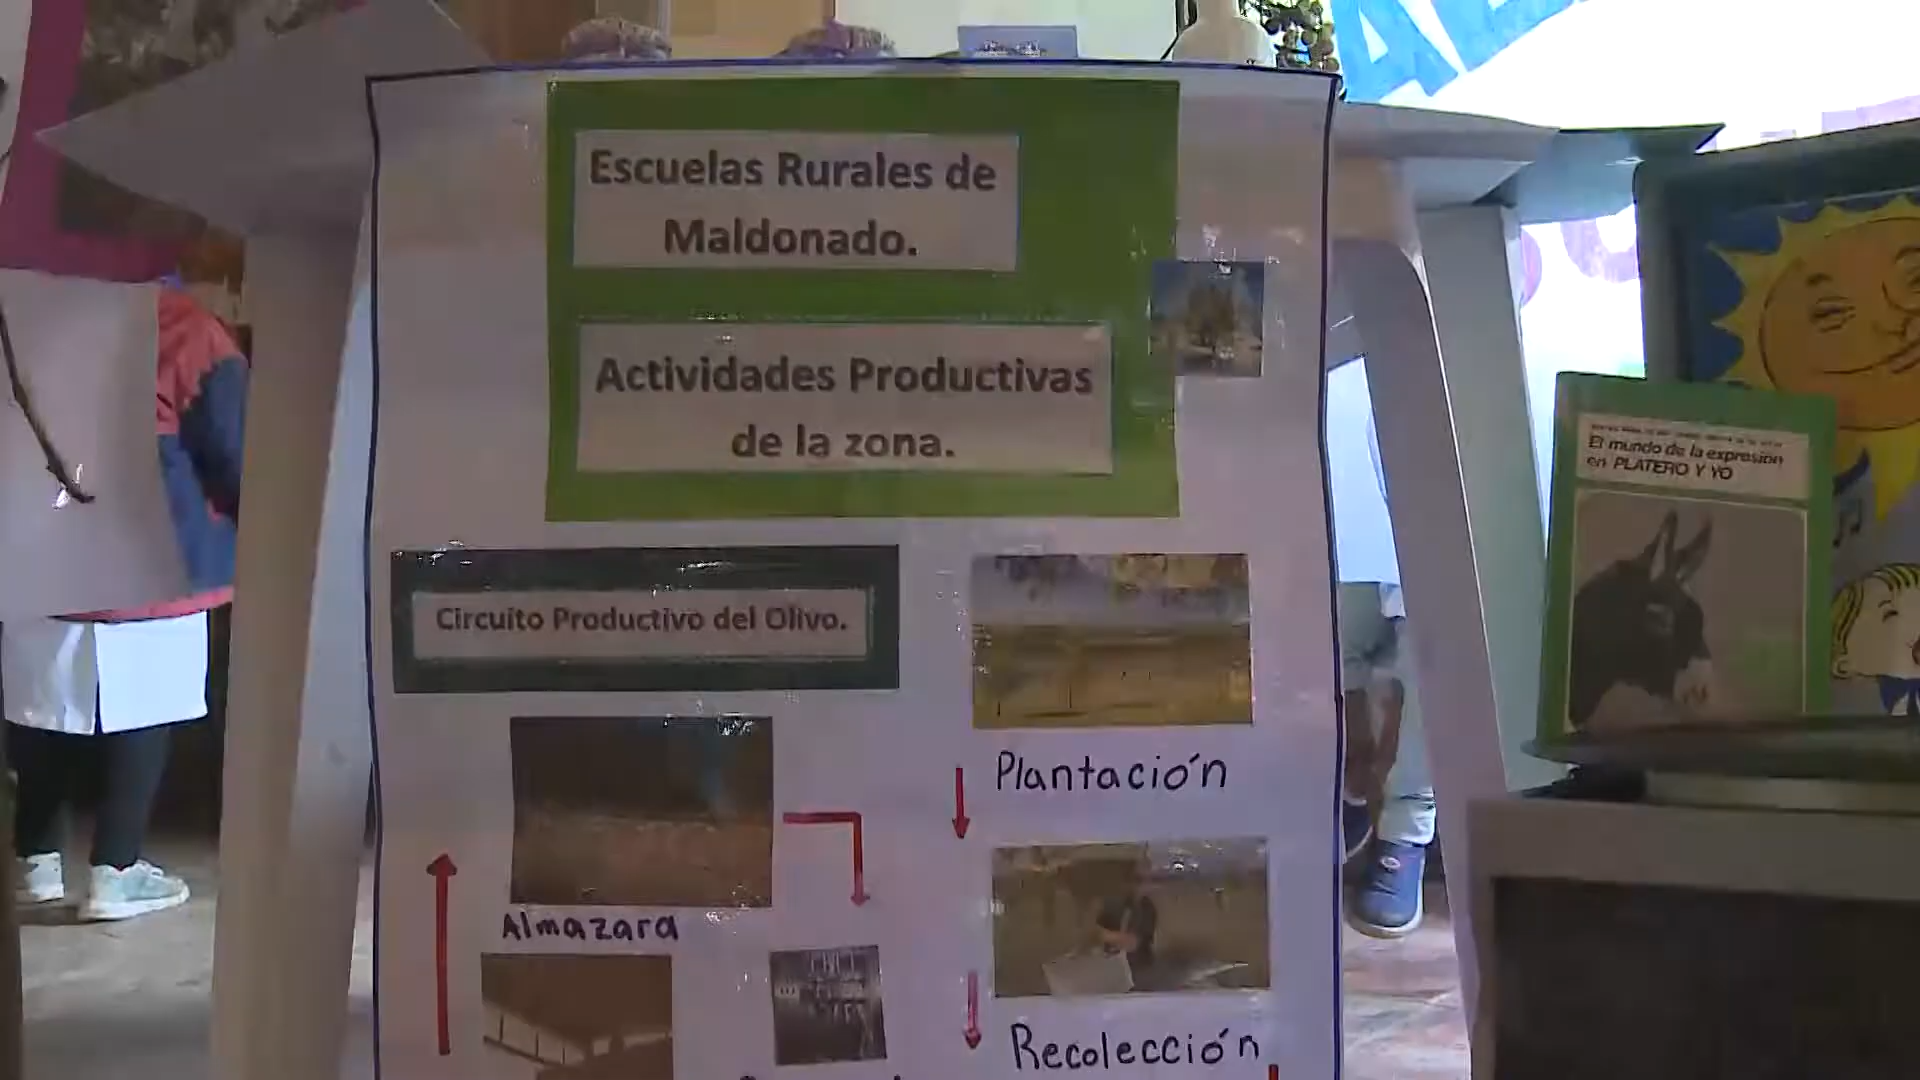 Escuelas Rurales de
Maldonado.
Actividades Productivas
de la zona.
Circuito Productivo del Olivo.
Plantación
Almazara
Recolección
El mundo de la expresion
en PLATERO Y YO